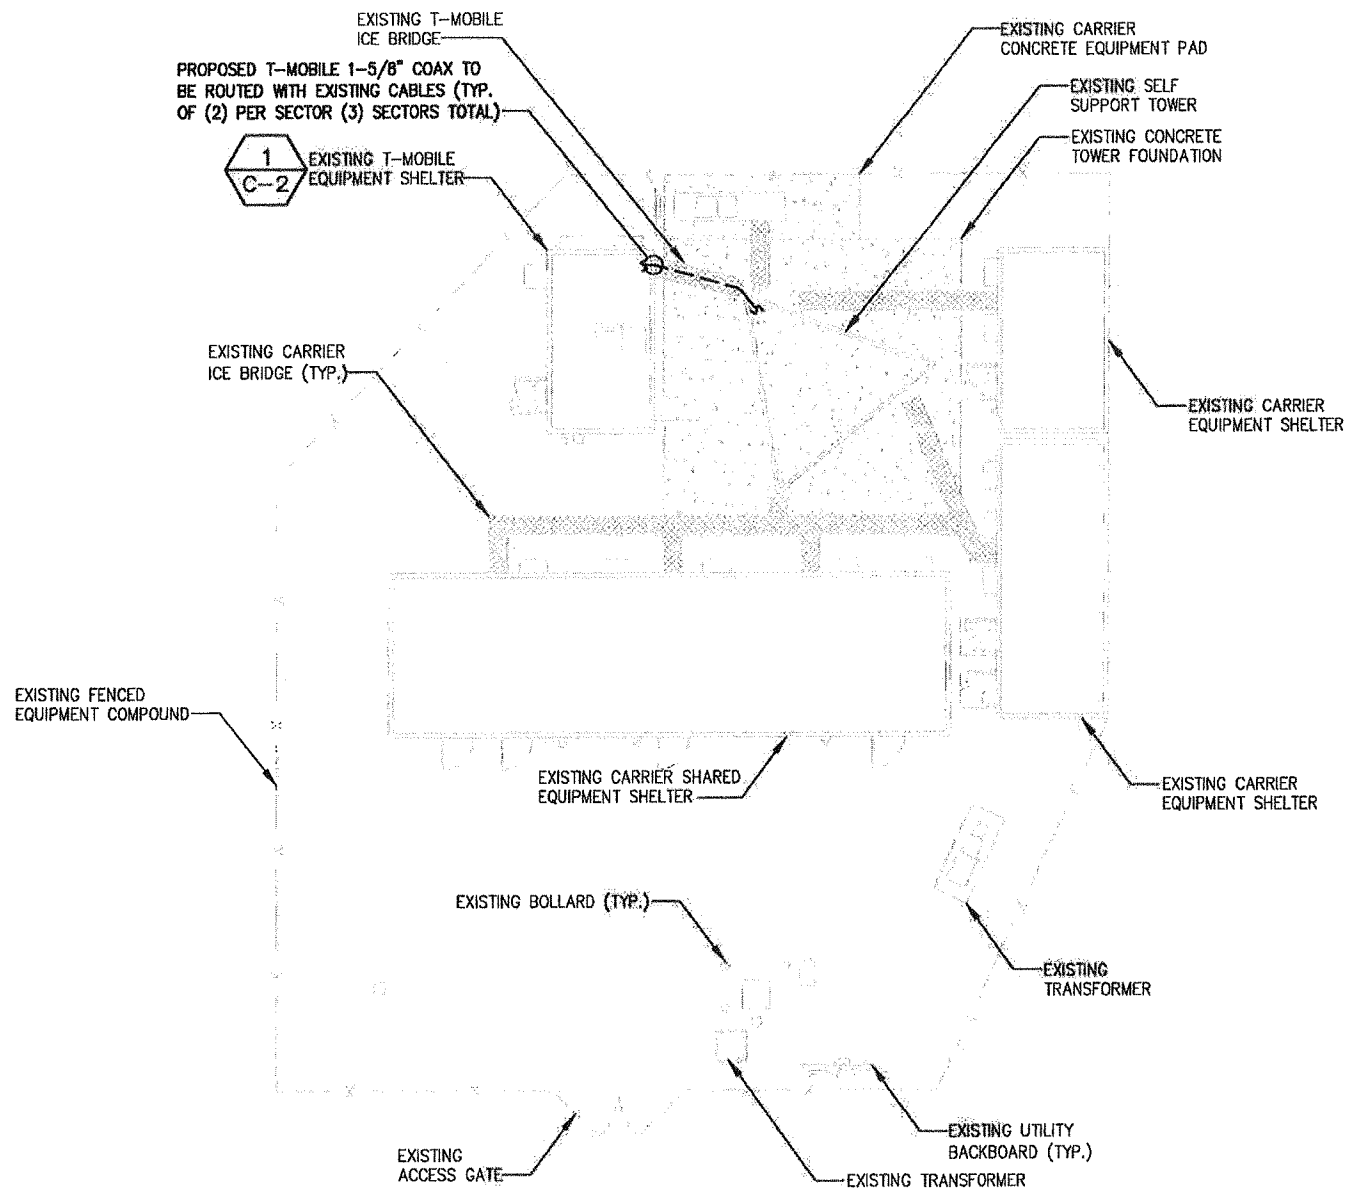 EXISTING T-MOBILE
ICE BRIDGE
EXISTING CARRIER
CONCRETE EQUIPMENT PAD
PROPOSED T-MOBILE 1-5/8" COAX TO
BE ROUTED WITH EXISTING CABLES (TYP.
OF (2) PER SECTOR (3) SECTORS TOTAL)
EXISTING SELF
SUPPORT TOWER
EXISTING CONCRETE
TOWER FOUNDATION
1
C-2
EXISTING T-MOBILE
EQUIPMENT SHELTER
EXISTING CARRIER
ICE BRIDGE (TYP.)
EXISTING CARRIER
EQUIPMENT SHELTER
EXISTING FENCED
EQUIPMENT COMPOUND
EXISTING CARRIER SHARED
EQUIPMENT SHELTER
EXISTING CARRIER
EQUIPMENT SHELTER
EXISTING BOLLARD (TYP.)
EXISTING
TRANSFORMER
EXISTING UTILITY
BACKBOARD (TYP.)
EXISTING
ACCESS GATE
EXISTING TRANSFORMER